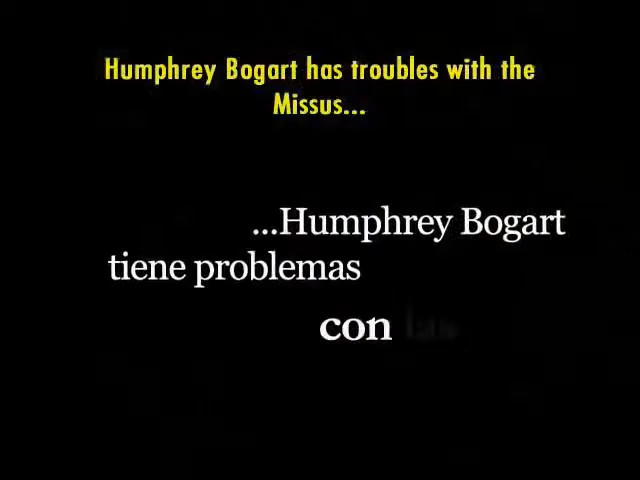 Humphrey Bogart has troubles with the
Missus...
...Humphrey Bogart
tiene problemas
con